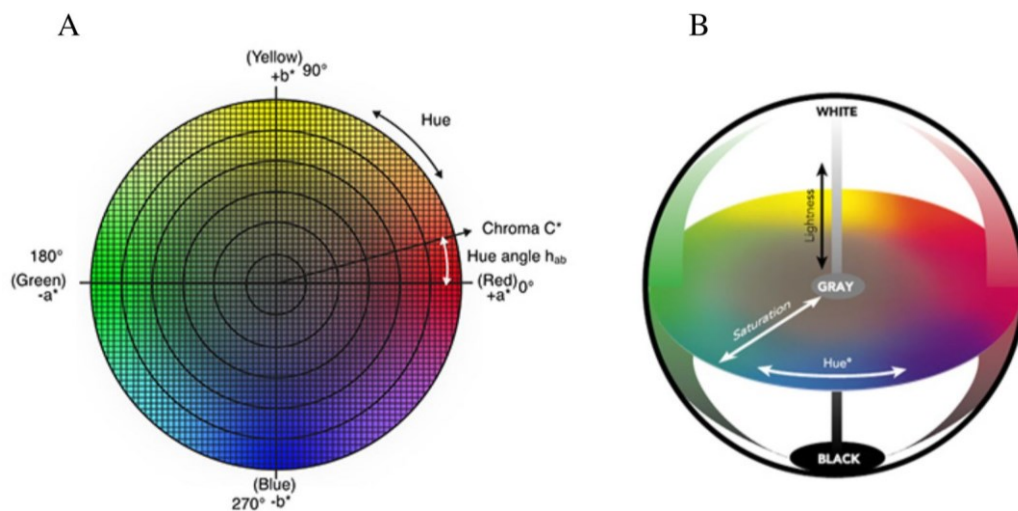 A
(Yellow)
+b* 90°
Hue
Chroma C*
Hue angle hab
180°
(Green)
-a*
(Red) 0°
+a*
(Blue)
270° -b*
B
WHITE
Lightness
GRAY
Saturation
Hue*
BLACK